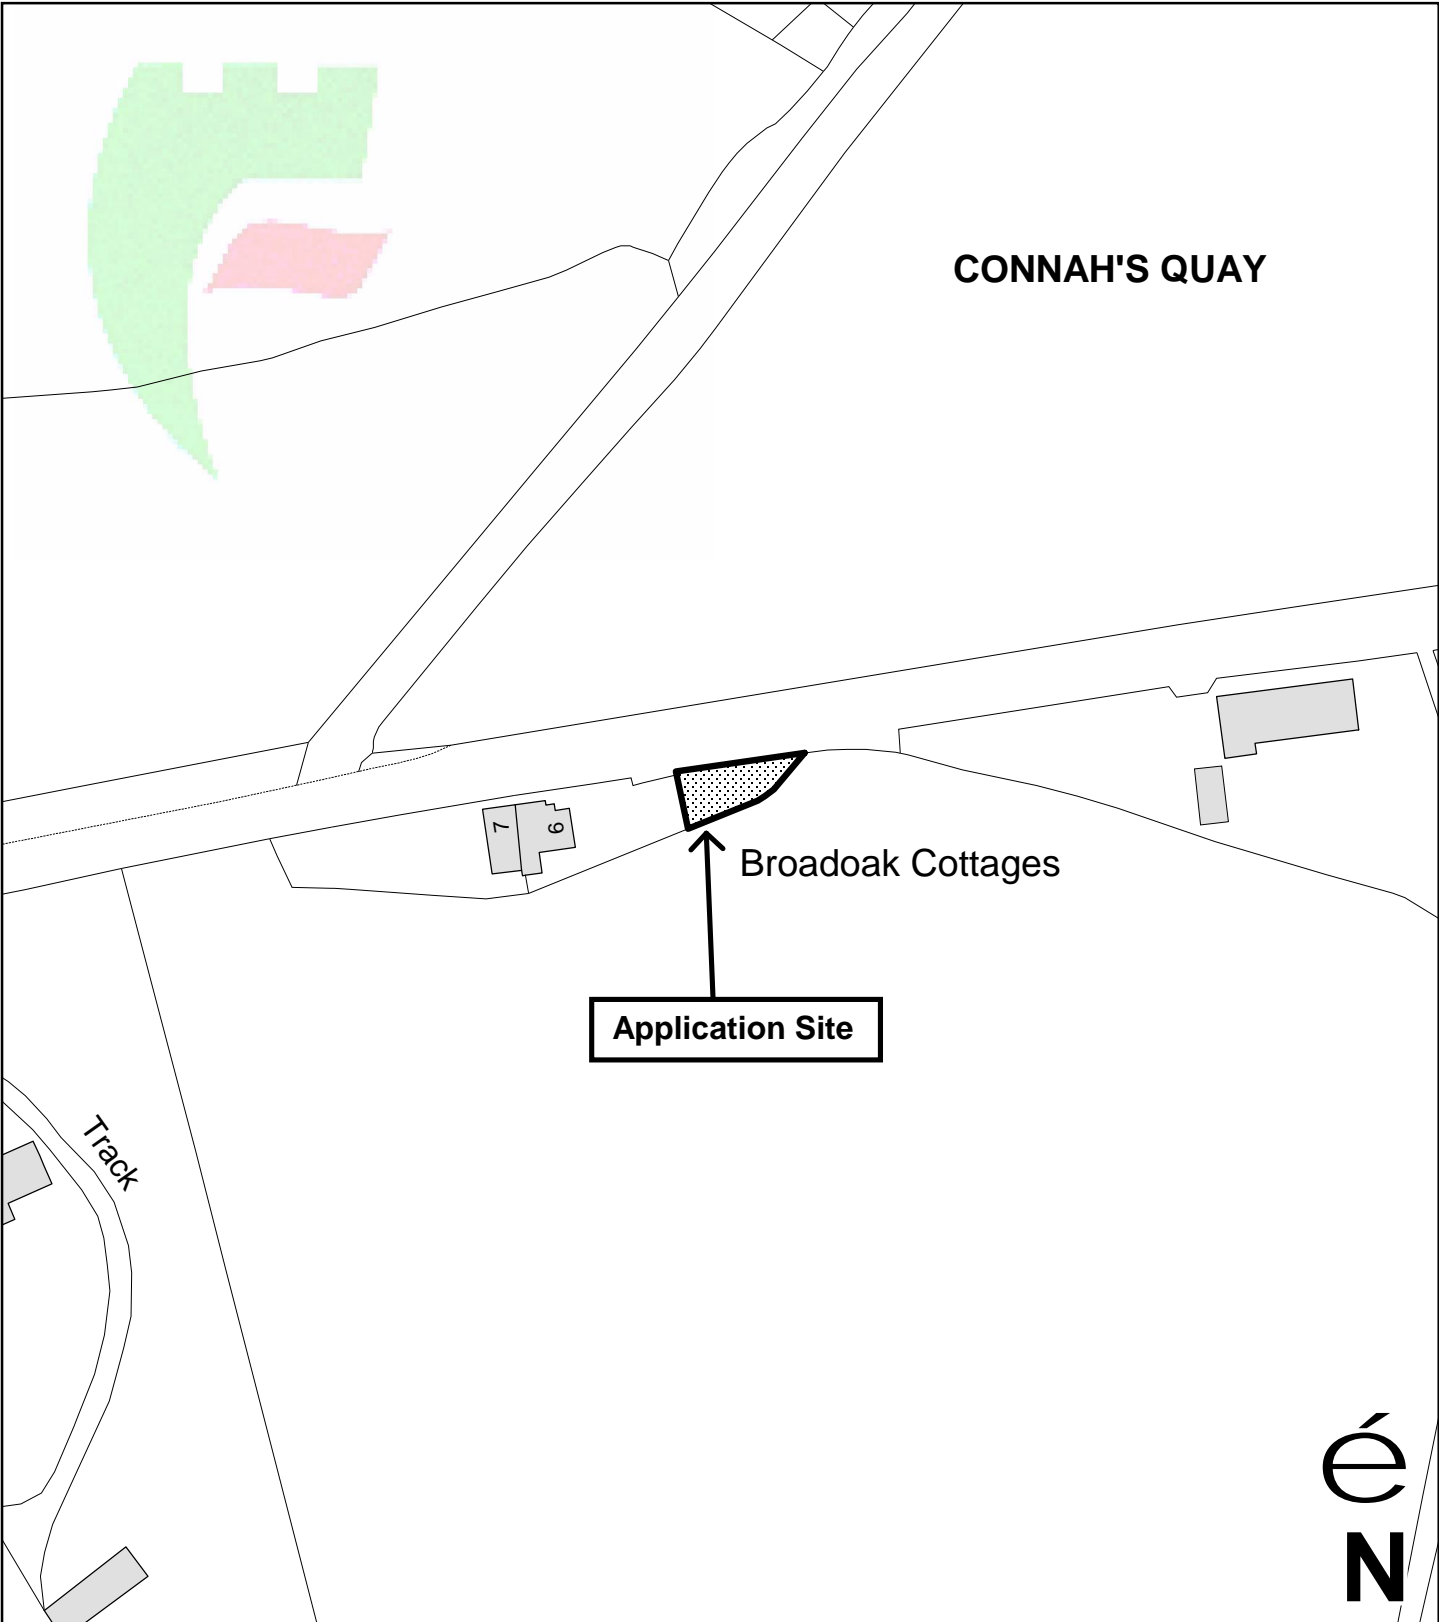 CONNAH'S QUAY
7
6
Broadoak Cottages
Application Site
Track
é
N